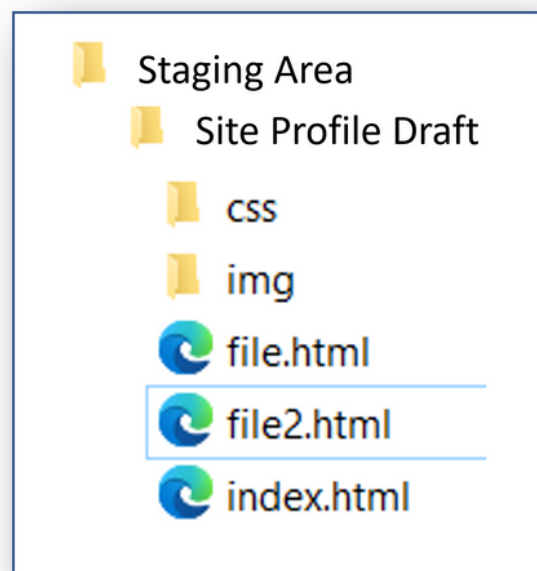 Staging Area
Site Profile Draft
css
img
file.html
file2.html
index.html